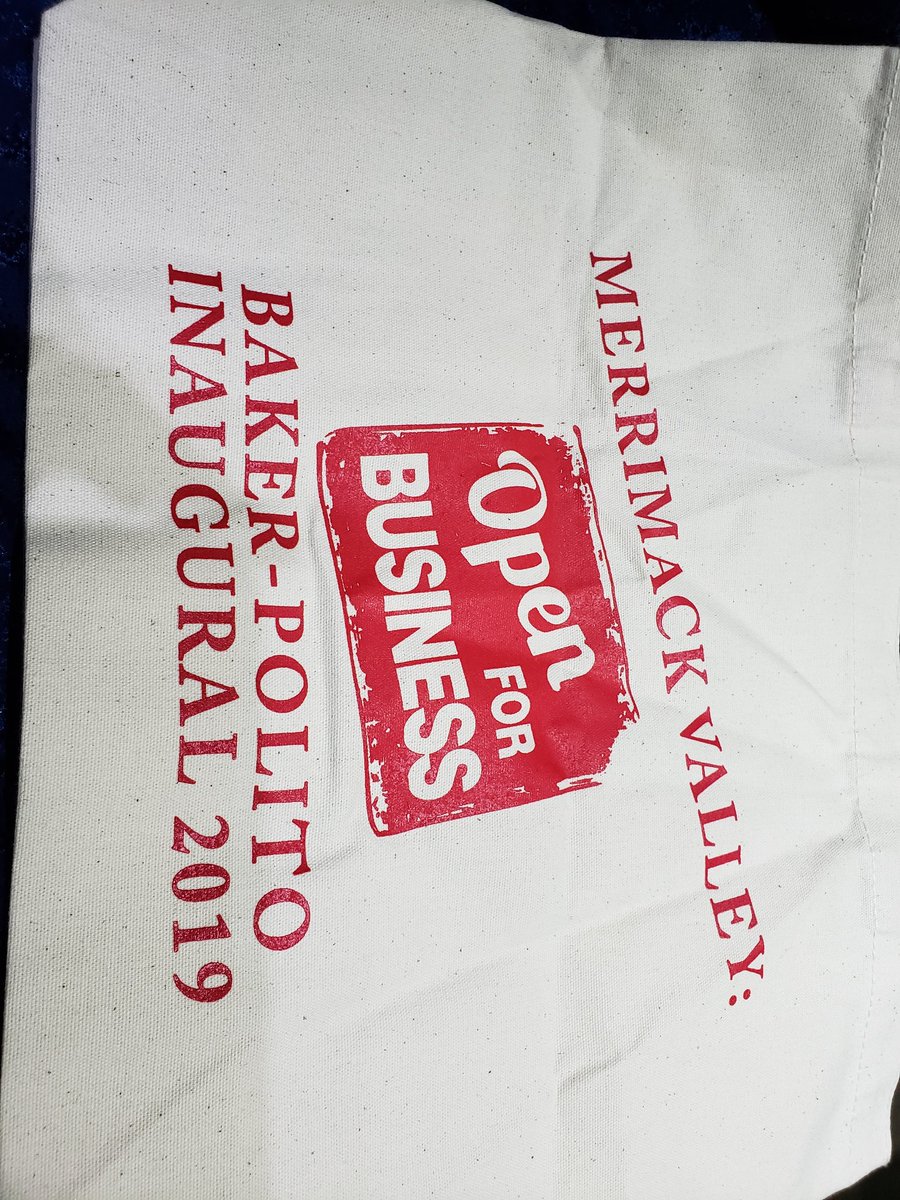 MERRIMACK VALLEY:
Open FOR
BUSINESS
BAKER-POLITO
INAUGURAL 2019